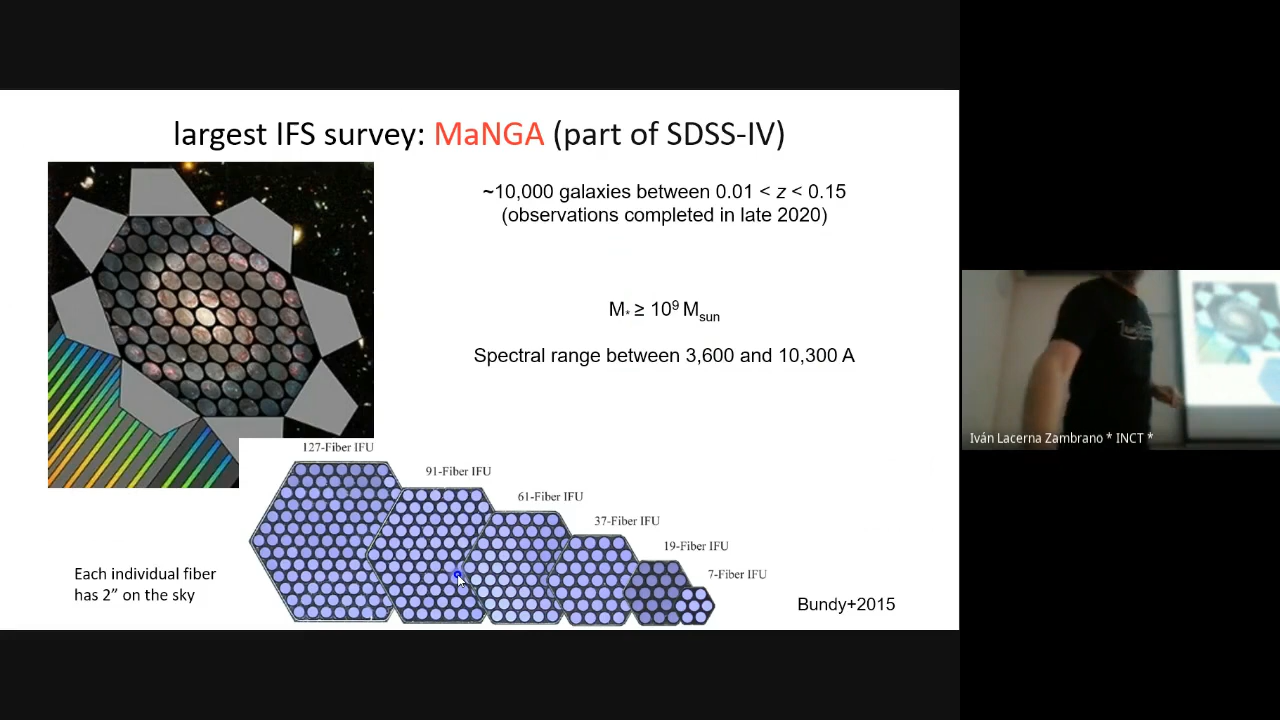 largest IFS survey: MaNGA (part of SDSS-IV)
~10,000 galaxies between 0.01 < z < 0.15
(observations completed in late 2020)
M* ≥ 10⁹ Msun
Spectral range between 3,600 and 10,300 A
127-Fiber IFU
91-Fiber IFU
61-Fiber IFU
37-Fiber IFU
19-Fiber IFU
7-Fiber IFU
Each individual fiber
has 2” on the sky
Bundy+2015
Iván Lacerna Zambrano * INCT *